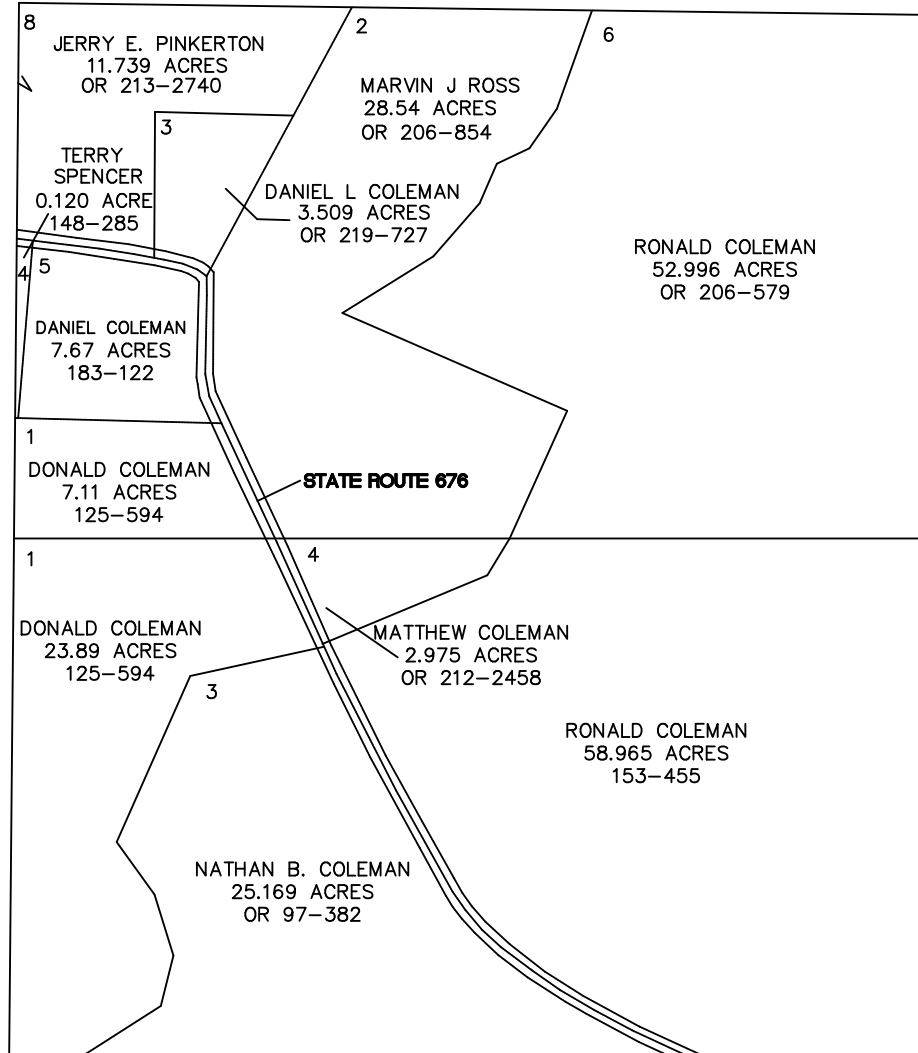 8
JERRY E. PINKERTON
11.739 ACRES
OR 213-2740
2
MARVIN J ROSS
28.54 ACRES
OR 206-854
6
3
TERRY
SPENCER
0.120 ACRE
148-285
DANIEL L COLEMAN
3.509 ACRES
OR 219-727
RONALD COLEMAN
52.996 ACRES
OR 206-579
4
5
DANIEL COLEMAN
7.67 ACRES
183-122
1
DONALD COLEMAN
7.11 ACRES
125-594
STATE ROUTE 676
1
DONALD COLEMAN
23.89 ACRES
125-594
4
MATTHEW COLEMAN
2.975 ACRES
OR 212-2458
3
RONALD COLEMAN
58.965 ACRES
153-455
NATHAN B. COLEMAN
25.169 ACRES
OR 97-382